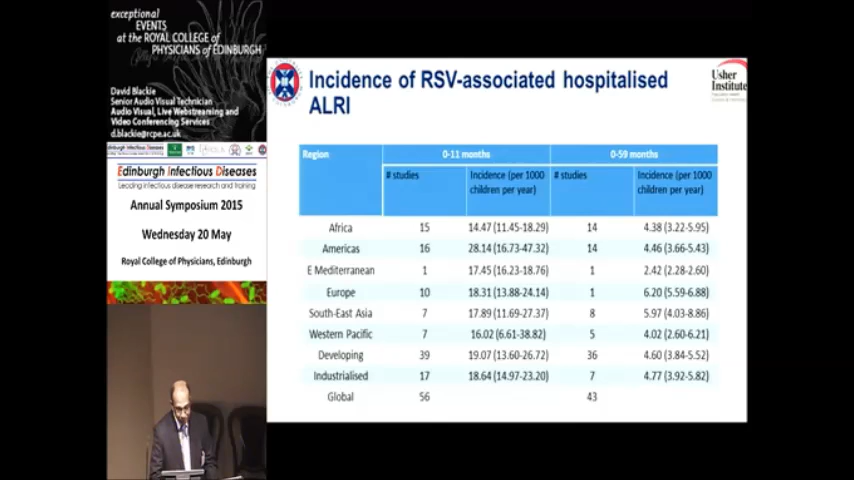 exceptional
EVENTS
at the ROYAL COLLEGE of
PHYSICIANS of EDINBURGH
David Blackie
Senior Audio Visual Technician
Audio Visual, Live Webstreaming and
Video Conferencing Services
d.blackie@rcpe.ac.uk
Edinburgh Infectious Diseases
Edinburgh Infectious Diseases
Leading infectious disease research and training
Annual Symposium 2015
Wednesday 20 May
Royal College of Physicians, Edinburgh
Incidence of RSV-associated hospitalised
ALRI
Usher
Institute
Region 0-11 months 0-59 months
# studies Incidence (per 1000 children per year) # studies Incidence (per 1000 children per year)
Africa 15 14.47 (11.45-18.29) 14 4.38 (3.22-5.95)
Americas 16 28.14 (16.73-47.32) 14 4.46 (3.66-5.43)
E Mediterranean 1 17.45 (16.23-18.76) 1 2.42 (2.28-2.60)
Europe 10 18.31 (13.88-24.14) 1 6.20 (5.59-6.88)
South-East Asia 7 17.89 (11.69-27.37) 8 5.97 (4.03-8.86)
Western Pacific 7 16.02 (6.61-38.82) 5 4.02 (2.60-6.21)
Developing 39 19.07 (13.60-26.72) 36 4.60 (3.84-5.52)
Industrialised 17 18.64 (14.97-23.20) 7 4.77 (3.92-5.82)
Global 56 43